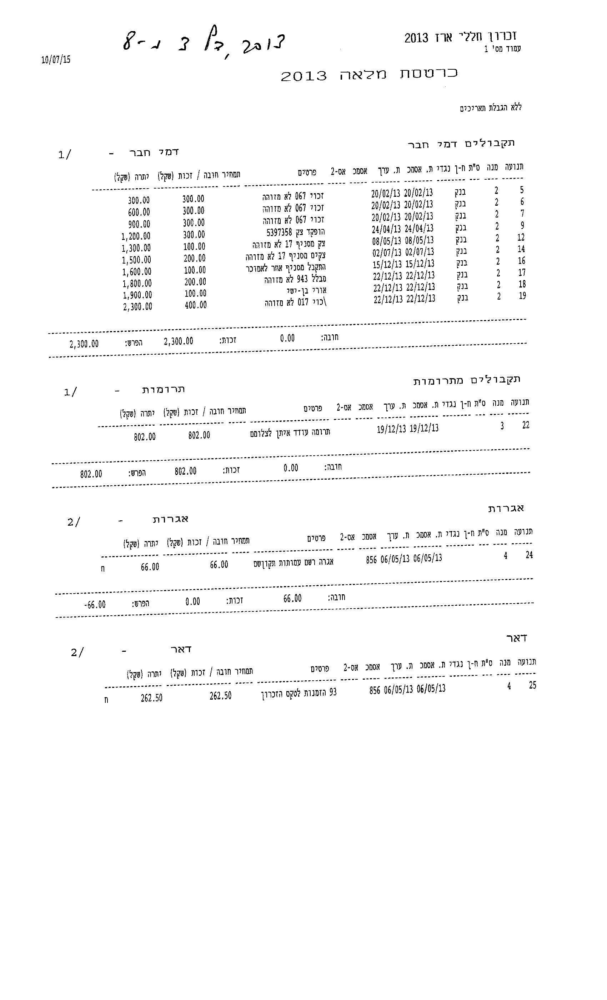 2013, דף 3 מ-8
זכרון חללי ארז 2013
עמוד מס' 1
10/07/15
כרטסת מלאה 2013
ללא הגבלת תאריכים
תקבולים דמי חבר דמי חבר - 1/
תנועה מנה ס"ת ח-ן נגדי ת. אסמכ ת. ערך אסמכ אס-2 פרטים תמחיר חובה / זכות (שקל) יתרה (שקל)
5 2 בנק 20/02/13 20/02/13 זכוי 067 לא מזוהה 300.00 300.00
6 2 בנק 20/02/13 20/02/13 זכוי 067 לא מזוהה 300.00 600.00
7 2 בנק 20/02/13 20/02/13 זכוי 067 לא מזוהה 300.00 900.00
9 2 בנק 24/04/13 24/04/13 הופקד צק 5397358 300.00 1,200.00
12 2 בנק 08/05/13 08/05/13 צק מסניף 17 לא מזוהה 100.00 1,300.00
14 2 בנק 02/07/13 02/07/13 צקים מסניף 17 לא מזוהה 200.00 1,500.00
16 2 בנק 15/12/13 15/12/13 התקבל מסניף אחר לאמוכר 100.00 1,600.00
17 2 בנק 22/12/13 22/12/13 מבלל 943 לא מזוהה 200.00 1,800.00
18 2 בנק 22/12/13 22/12/13 אורי בן-ישי 100.00 1,900.00
19 2 בנק 22/12/13 22/12/13 \כוי 017 לא מזוהה 400.00 2,300.00
חובה: 0.00 זכות: 2,300.00 הפרש: 2,300.00
תקבולים מתרומות תרומות - 1/
תנועה מנה ס"ת ח-ן נגדי ת. אסמכ ת. ערך אסמכ אס-2 פרטים תמחיר חובה / זכות (שקל) יתרה (שקל)
22 3 19/12/13 19/12/13 תרומה עודד איתן לצלומם 802.00 802.00
חובה: 0.00 זכות: 802.00 הפרש: 802.00
אגרות אגרות - 2/
תנועה מנה ס"ת ח-ן נגדי ת. אסמכ ת. ערך אסמכ אס-2 פרטים תמחיר חובה / זכות (שקל) יתרה (שקל)
24 4 06/05/13 06/05/13 856 אגרה רשם עמותות תקוןשם 66.00 66.00 ח
חובה: 66.00 זכות: 0.00 הפרש: 66.00-
דאר דאר - 2/
תנועה מנה ס"ת ח-ן נגדי ת. אסמכ ת. ערך אסמכ אס-2 פרטים תמחיר חובה / זכות (שקל) יתרה (שקל)
25 4 06/05/13 06/05/13 856 93 הזמנות לטקס הזכרון 262.50 262.50 ח